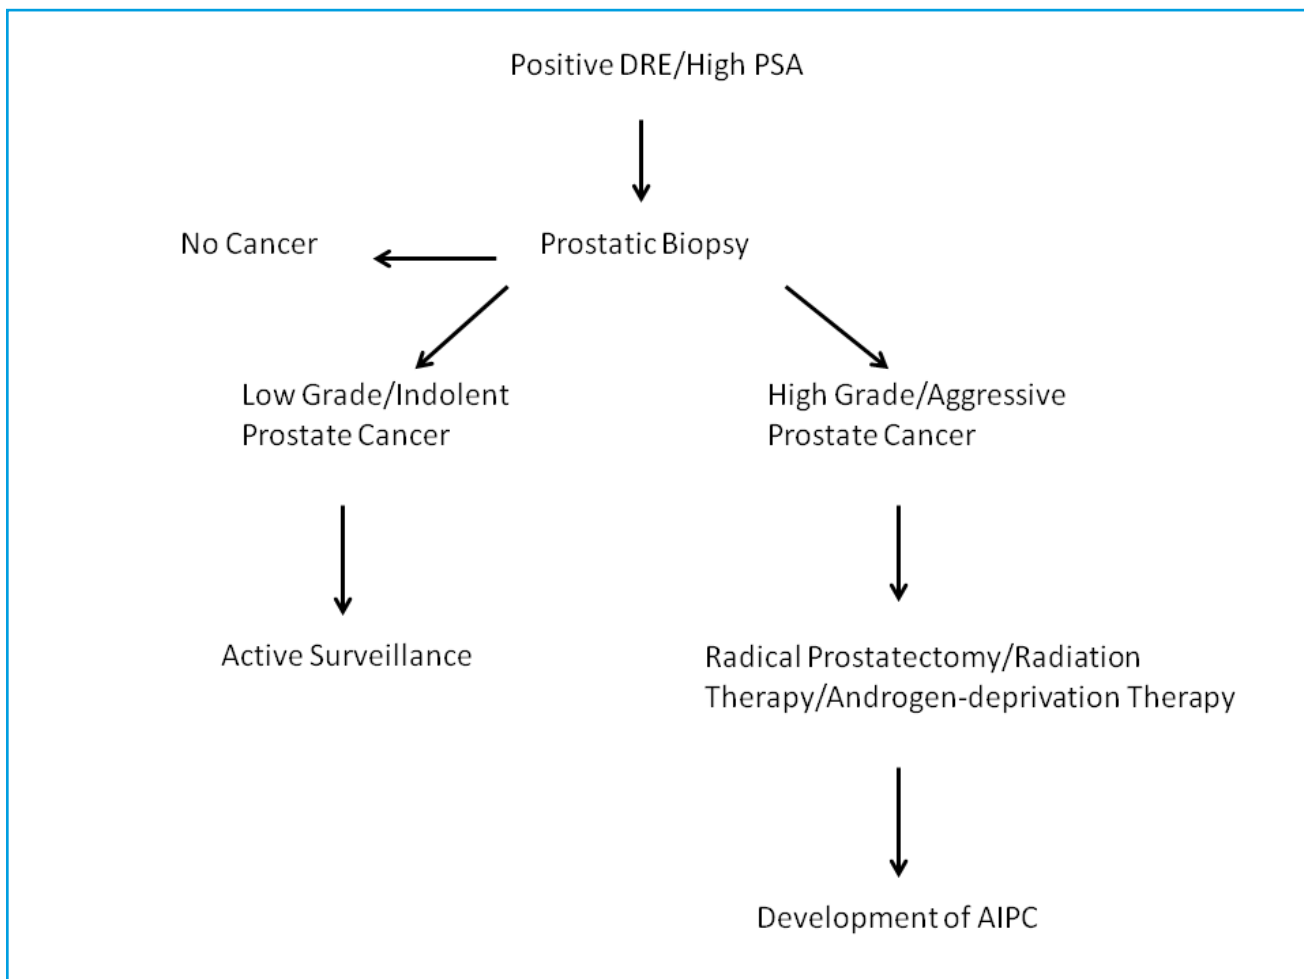 Positive DRE/High PSA
No Cancer
Prostatic Biopsy
Low Grade/Indolent
Prostate Cancer
High Grade/Aggressive
Prostate Cancer
Active Surveillance
Radical Prostatectomy/Radiation
Therapy/Androgen-deprivation Therapy
Development of AIPC